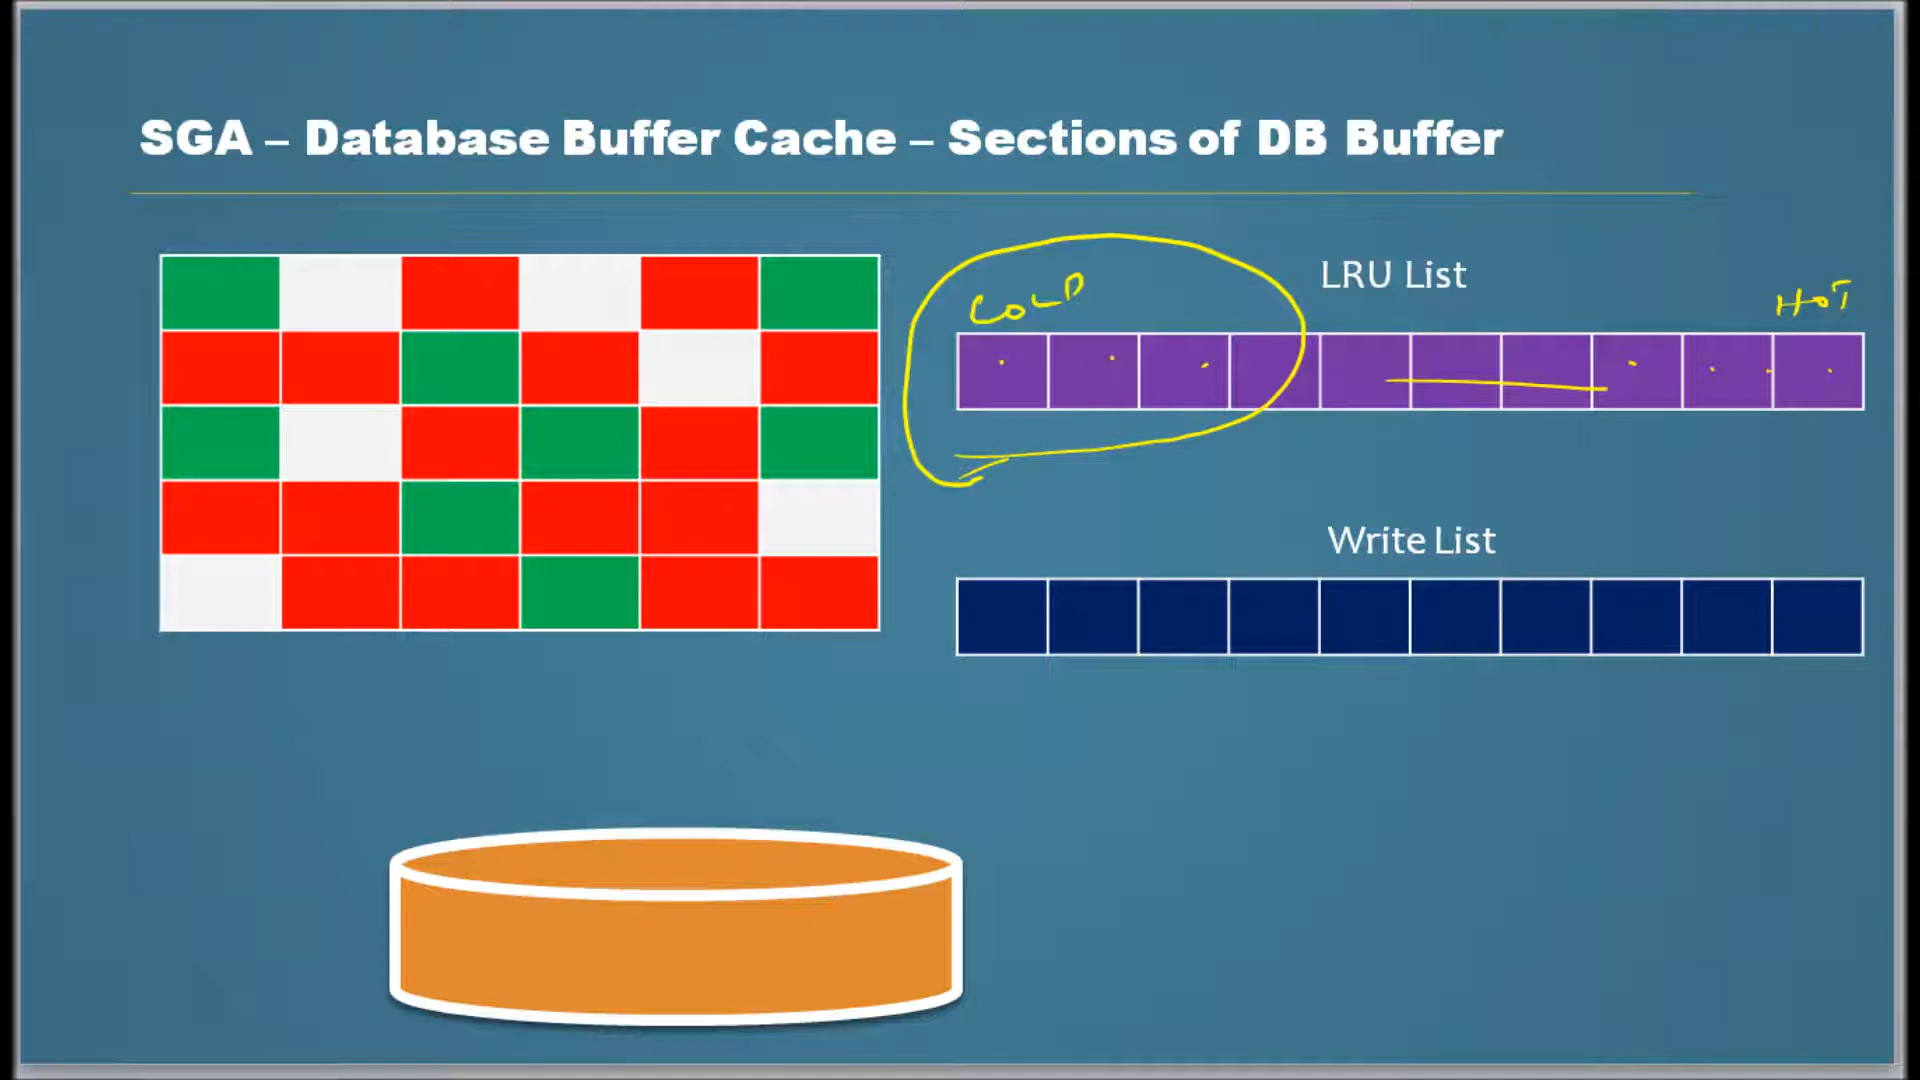 SGA – Database Buffer Cache – Sections of DB Buffer
LRU List
COLD
HOT
Write List